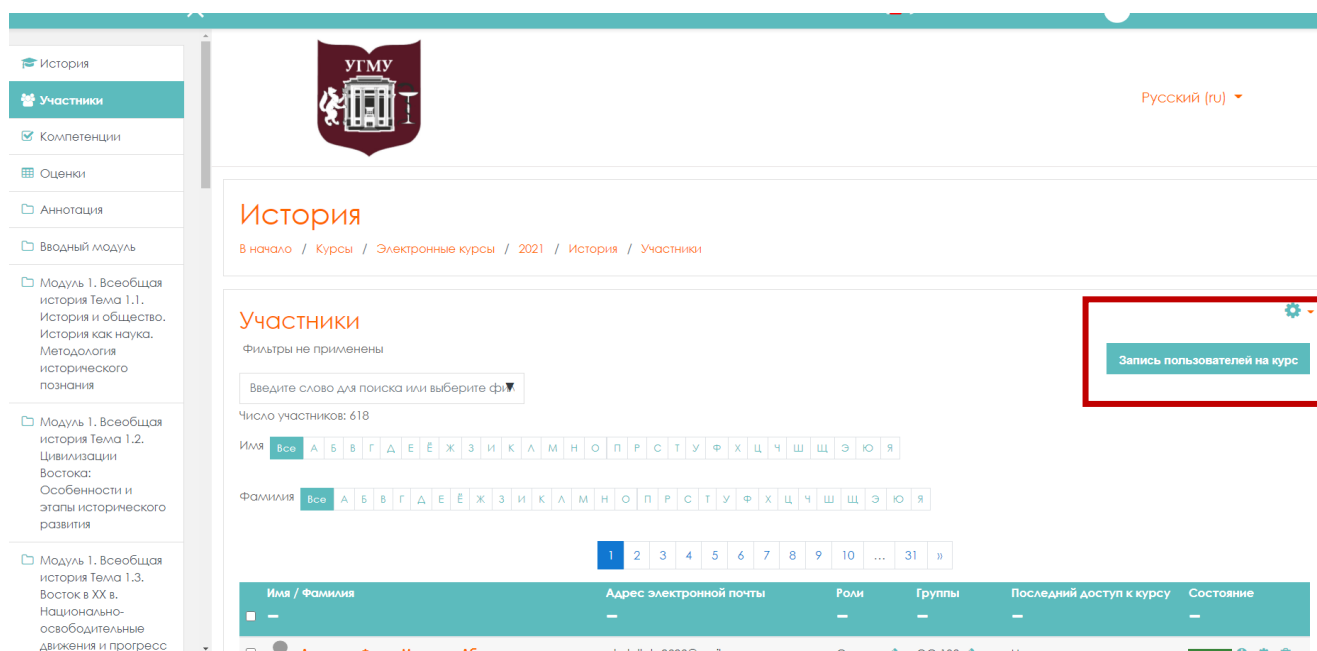 УГМУ
Русский (ru)
История
Участники
Компетенции
Оценки
Аннотация
Вводный модуль
Модуль 1. Всеобщая
история Тема 1.1.
История и общество.
История как наука.
Методология
исторического
познания
Модуль 1. Всеобщая
история Тема 1.2.
Цивилизации
Востока:
Особенности и
этапы исторического
развития
Модуль 1. Всеобщая
история Тема 1.3.
Восток в XX в.
Национально-
освободительные
движения и прогресс
История
В начало / Курсы / Электронные курсы / 2021 / История / Участники
Участники
Фильтры не применены
Запись пользователей на курс
Введите слово для поиска или выберите фил
Число участников: 618
Имя Все А Б В Г Д Е Ё Ж З И К Л М Н О П Р С Т У Ф Х Ц Ч Ш Щ Э Ю Я
Фамилия Все А Б В Г Д Е Ё Ж З И К Л М Н О П Р С Т У Ф Х Ц Ч Ш Щ Э Ю Я
1 2 3 4 5 6 7 8 9 10 ... 31 »
Имя / Фамилия Адрес электронной почты Роли Группы Последний доступ к курсу Состояние